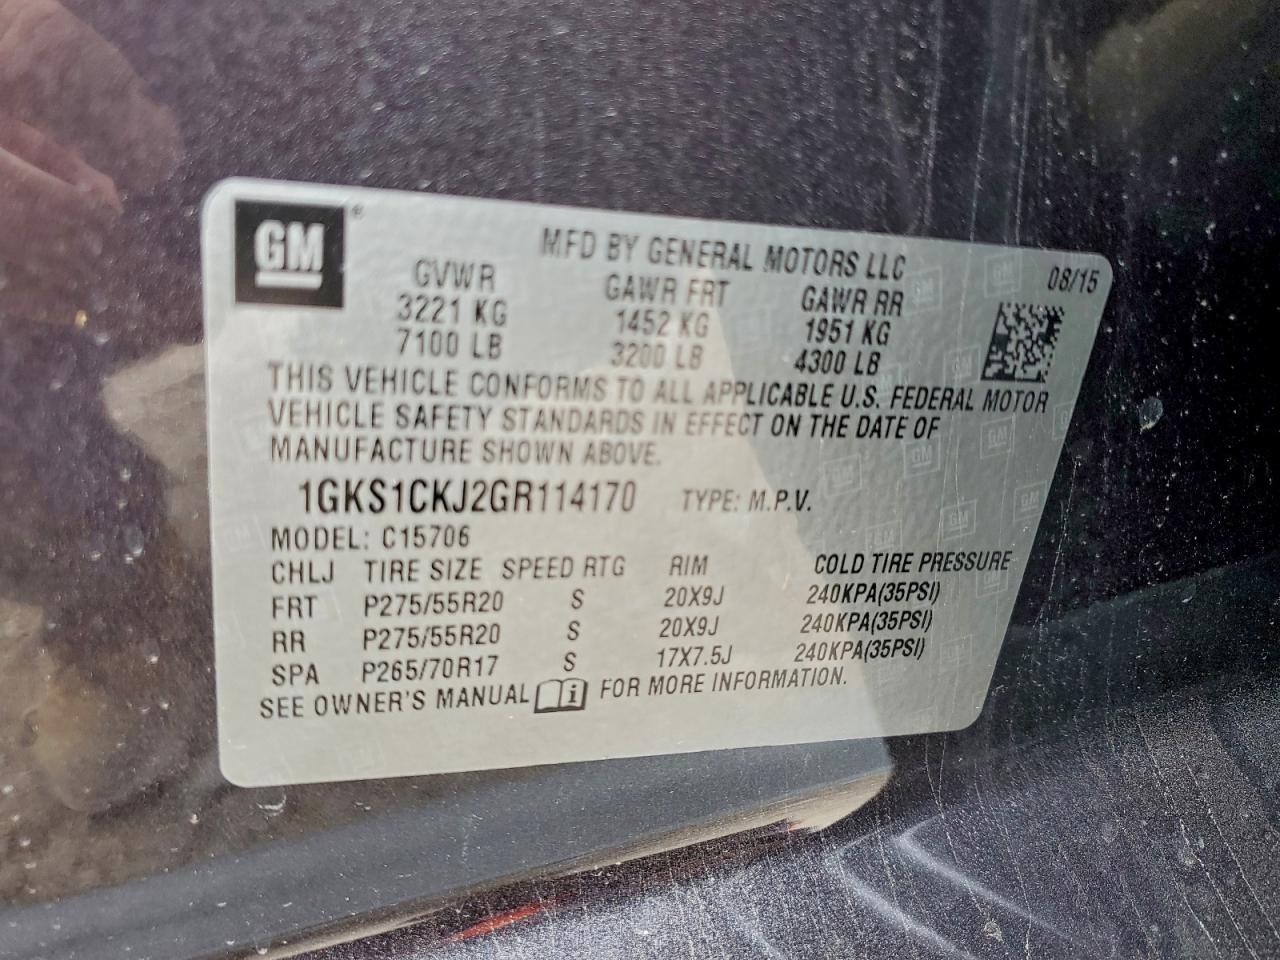 GM®
MFD BY GENERAL MOTORS LLC 08/15
GVWR GAWR FRT GAWR RR
3221 KG 1452 KG 1951 KG
7100 LB 3200 LB 4300 LB
THIS VEHICLE CONFORMS TO ALL APPLICABLE U.S. FEDERAL MOTOR
VEHICLE SAFETY STANDARDS IN EFFECT ON THE DATE OF
MANUFACTURE SHOWN ABOVE.
1GKS1CKJ2GR114170 TYPE: M.P.V.
MODEL: C15706
CHLJ TIRE SIZE SPEED RTG RIM COLD TIRE PRESSURE
FRT P275/55R20 S 20X9J 240KPA(35PSI)
RR P275/55R20 S 20X9J 240KPA(35PSI)
SPA P265/70R17 S 17X7.5J 240KPA(35PSI)
SEE OWNER'S MANUAL i FOR MORE INFORMATION.